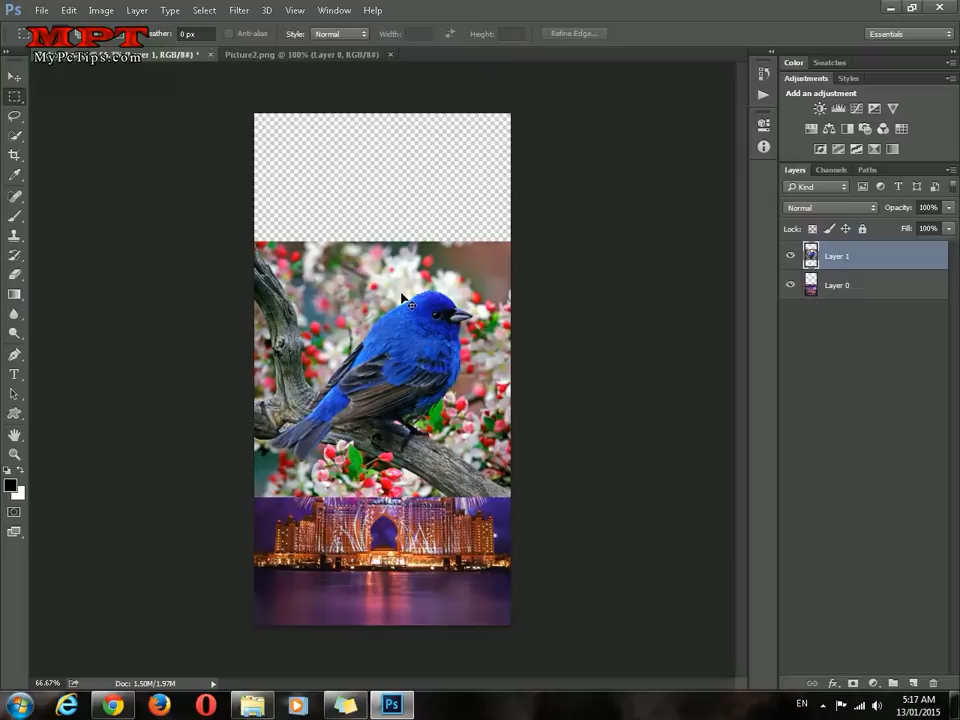 Ps File Edit Image Layer Type Select Filter 3D View Window Help
MPT
MyPcTips.com
0 px
Anti-alias
Style: Normal
Width:
Height:
Refine Edge...
Essentials
1, RGB/8#) * ×
Picture2.png @ 100% (Layer 0, RGB/8#) ×
Color Swatches
Adjustments Styles
Add an adjustment
Layers Channels Paths
Kind
Normal Opacity: 100%
Lock: Fill: 100%
Layer 1
Layer 0
66.67% Doc: 1.50M/1.97M
Ps
EN
5:17 AM
13/01/2015